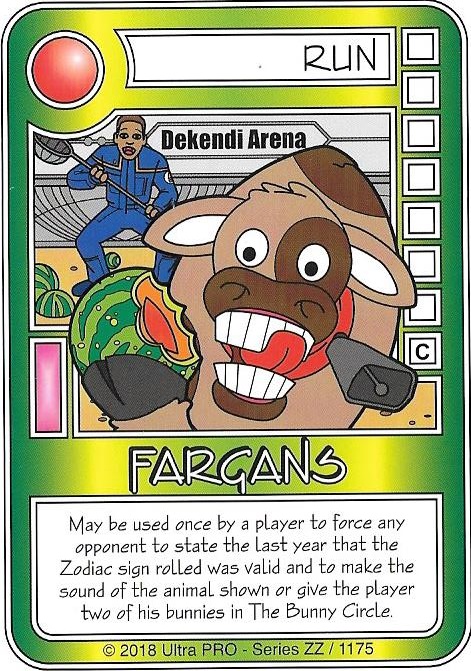 RUN
Dekendi Arena
C
FARGANS
May be used once by a player to force any
opponent to state the last year that the
Zodiac sign rolled was valid and to make the
sound of the animal shown or give the player
two of his bunnies in The Bunny Circle.
© 2018 Ultra PRO - Series ZZ / 1175